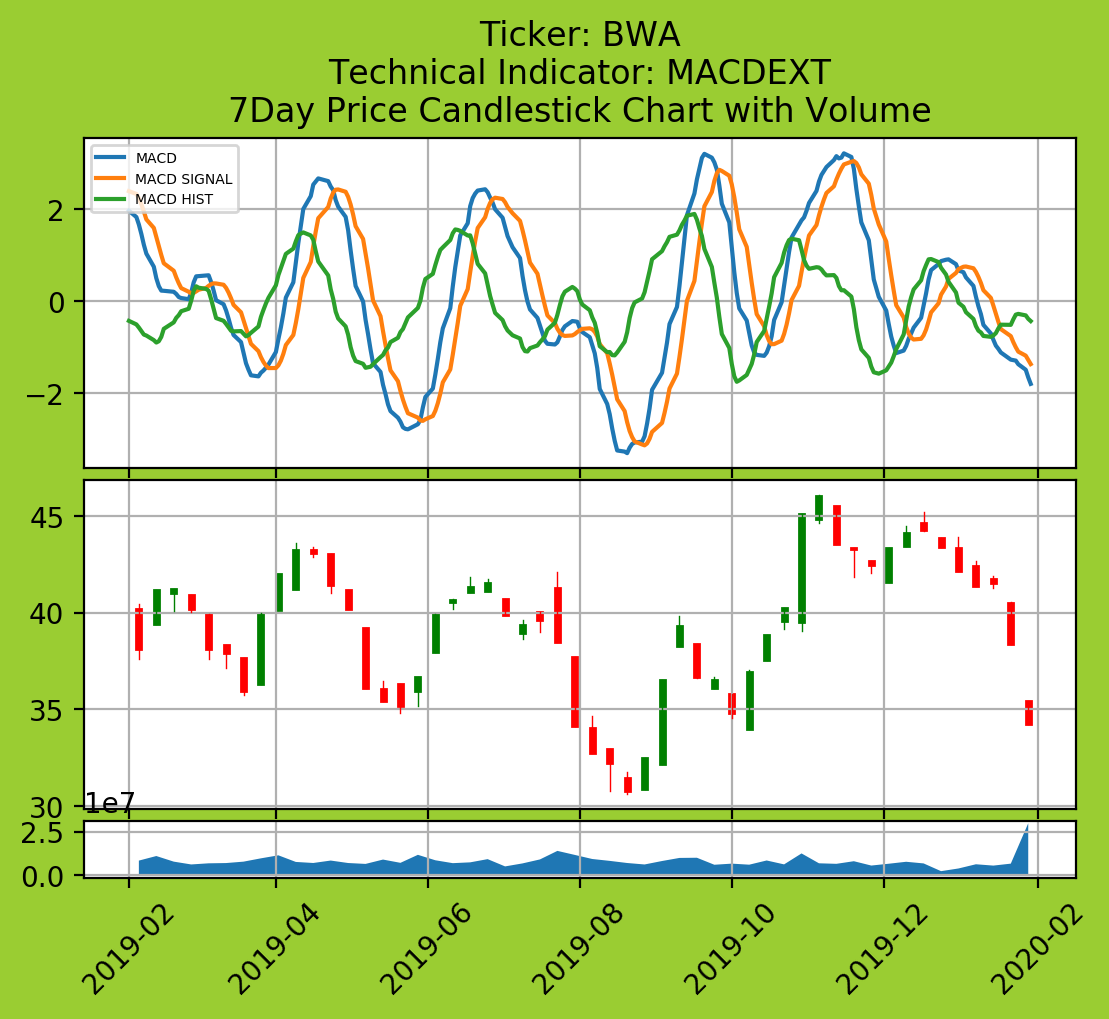 Ticker: BWA
Technical Indicator: MACDEXT
7Day Price Candlestick Chart with Volume
MACD
MACD SIGNAL
MACD HIST
2
0
−2
45
40
35
30
1e7
2.5
0.0
2019-02
2019-04
2019-06
2019-08
2019-10
2019-12
2020-02